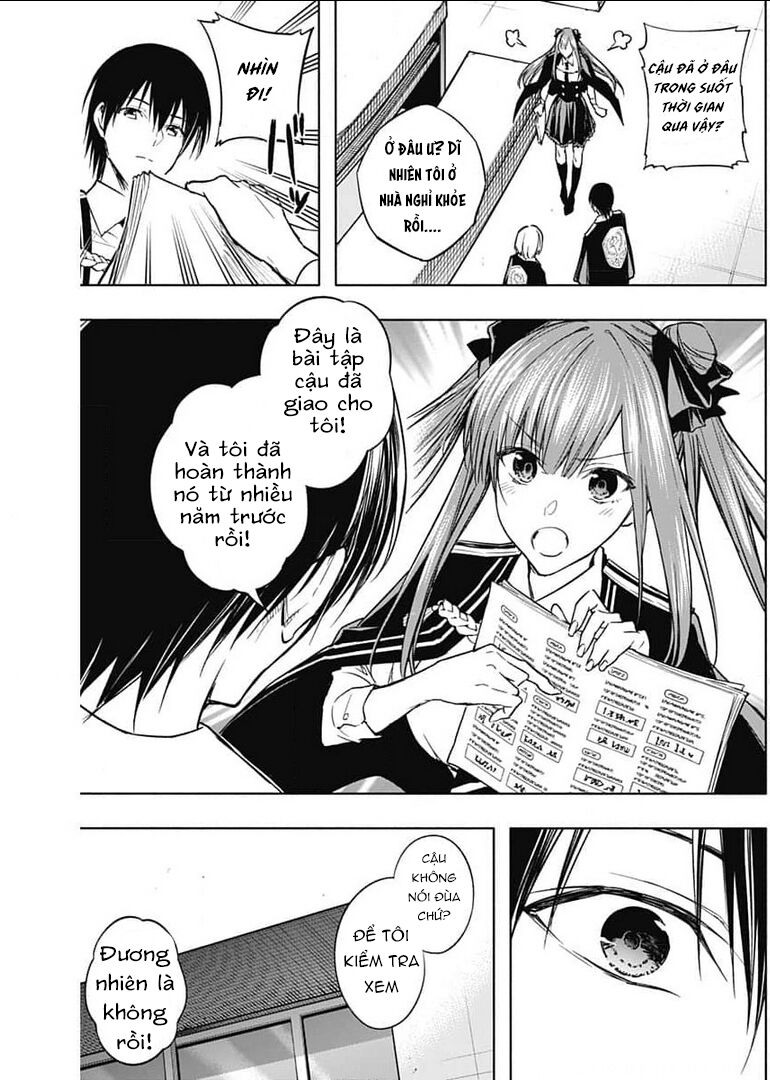 CẬU ĐÃ Ở ĐÂU
TRONG SUỐT
THỜI GIAN
QUA VẬY?
Ở ĐÂU Ư? DĨ
NHIÊN TÔI Ở
NHÀ NGHỈ KHỎE
RỒI....
NHÌN
ĐI!
Đây là
bài tập
cậu đã
giao cho
tôi!
Và tôi đã
hoàn thành
nó từ nhiều
năm trước
rồi!
CẬU
KHÔNG
NÓI ĐÙA
CHỨ?
ĐỂ TÔI
KIỂM TRA
XEM
Đương
nhiên là
không
rồi!